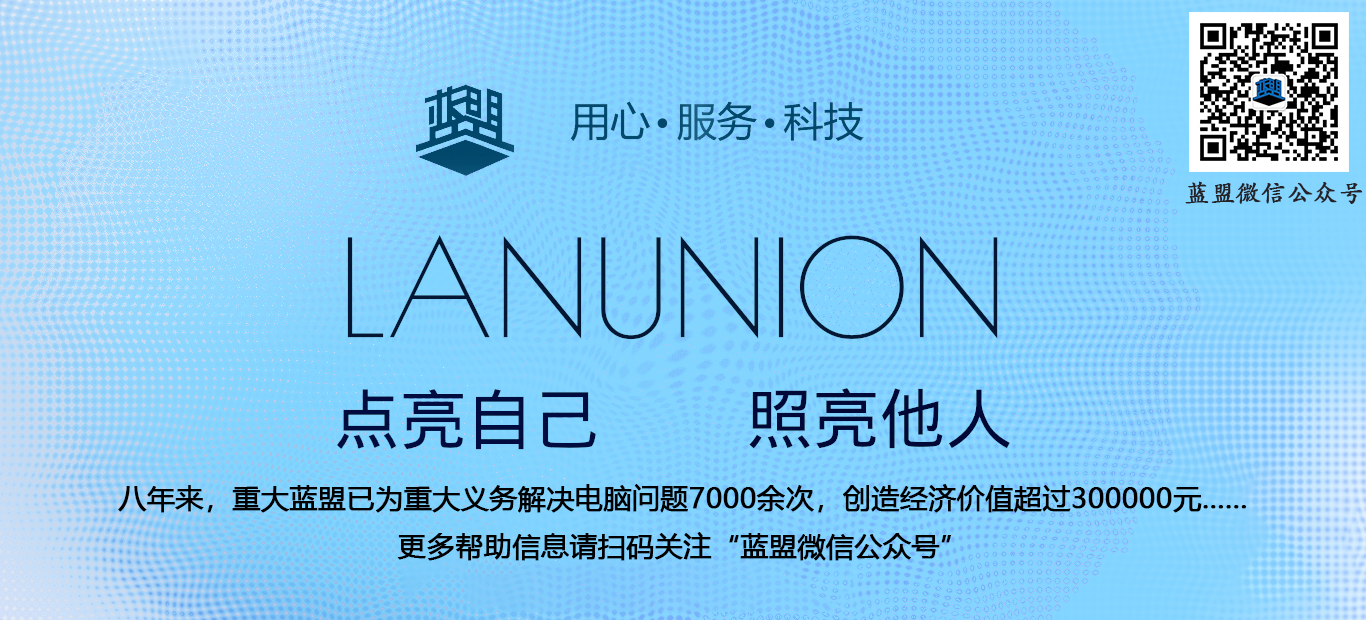 用心·服务·科技
蓝盟微信公众号
LANUNION
点亮自己 照亮他人
八年来，重大蓝盟已为重大义务解决电脑问题7000余次，创造经济价值超过300000元......
更多帮助信息请扫码关注“蓝盟微信公众号”